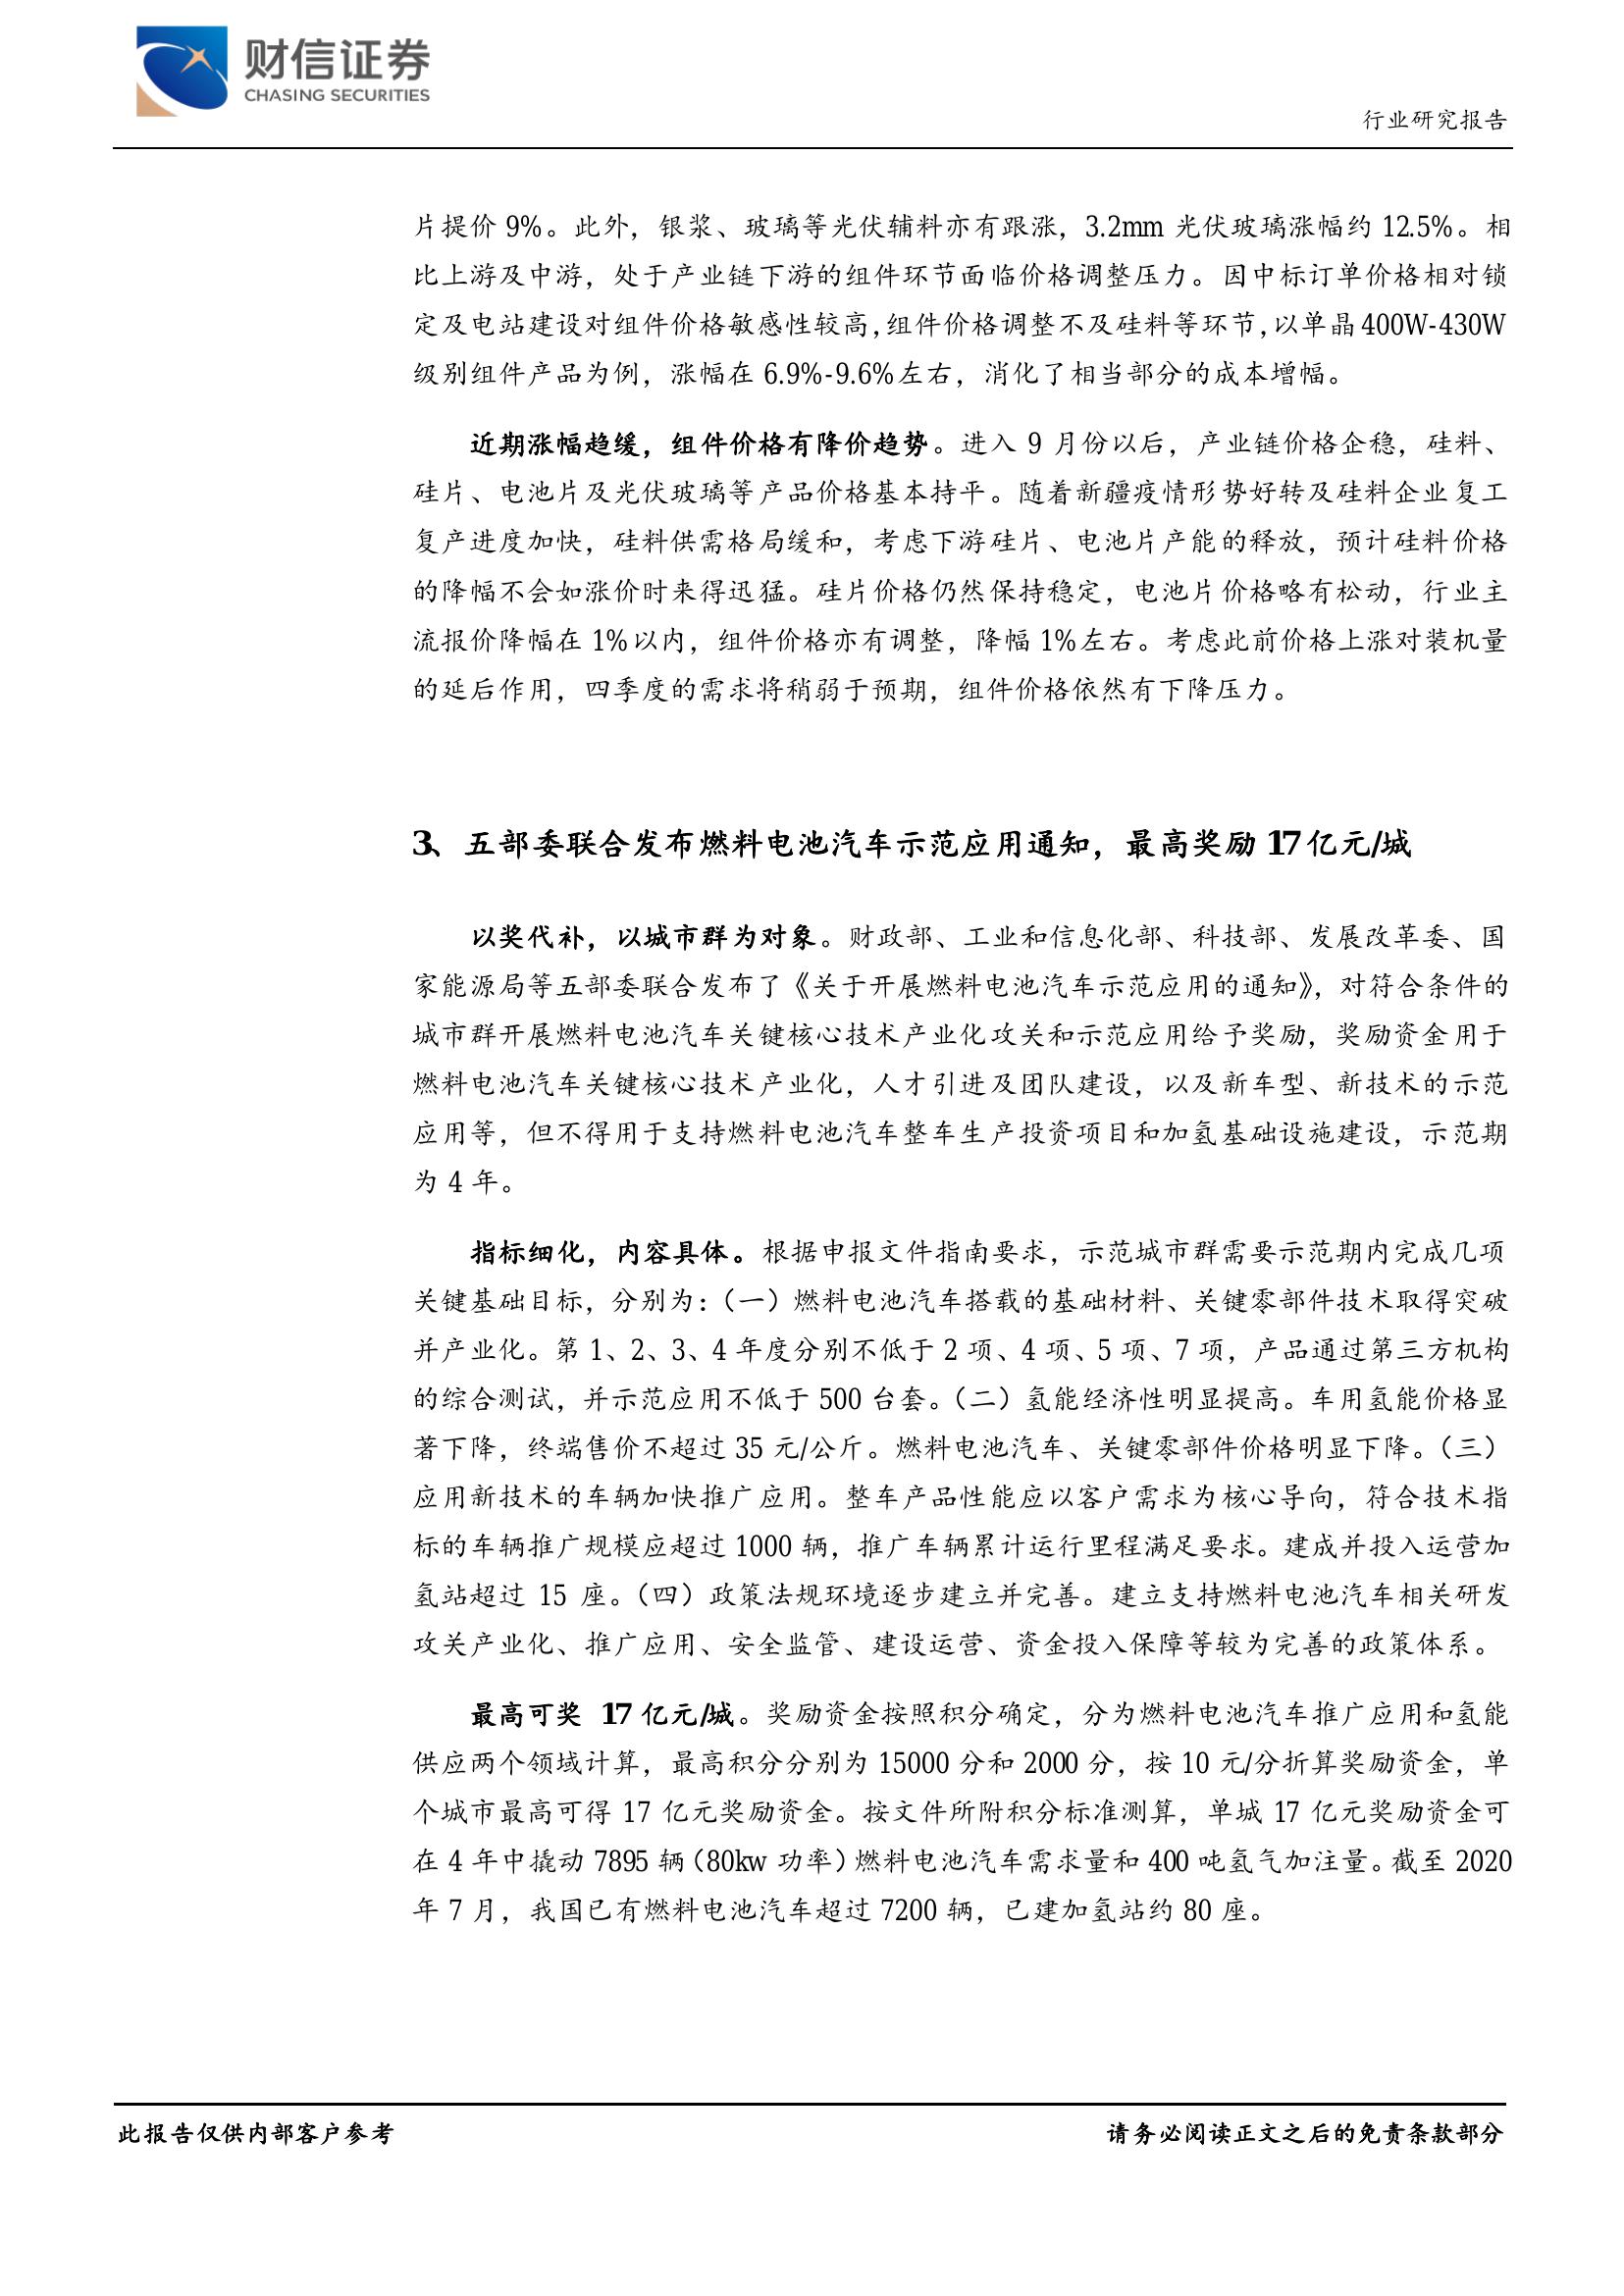 财信证券
CHASING SECURITIES
行业研究报告
片提价 9%。此外，银浆、玻璃等光伏辅料亦有跟涨，3.2mm 光伏玻璃涨幅约 12.5%。相
比上游及中游，处于产业链下游的组件环节面临价格调整压力。因中标订单价格相对锁
定及电站建设对组件价格敏感性较高，组件价格调整不及硅料等环节，以单晶 400W-430W
级别组件产品为例，涨幅在 6.9%-9.6%左右，消化了相当部分的成本增幅。
近期涨幅趋缓，组件价格有降价趋势。进入 9 月份以后，产业链价格企稳，硅料、
硅片、电池片及光伏玻璃等产品价格基本持平。随着新疆疫情形势好转及硅料企业复工
复产进度加快，硅料供需格局缓和，考虑下游硅片、电池片产能的释放，预计硅料价格
的降幅不会如涨价时来得迅猛。硅片价格仍然保持稳定，电池片价格略有松动，行业主
流报价降幅在 1%以内，组件价格亦有调整，降幅 1%左右。考虑此前价格上涨对装机量
的延后作用，四季度的需求将稍弱于预期，组件价格依然有下降压力。
3、五部委联合发布燃料电池汽车示范应用通知，最高奖励 17 亿元/城
以奖代补，以城市群为对象。财政部、工业和信息化部、科技部、发展改革委、国
家能源局等五部委联合发布了《关于开展燃料电池汽车示范应用的通知》，对符合条件的
城市群开展燃料电池汽车关键核心技术产业化攻关和示范应用给予奖励，奖励资金用于
燃料电池汽车关键核心技术产业化，人才引进及团队建设，以及新车型、新技术的示范
应用等，但不得用于支持燃料电池汽车整车生产投资项目和加氢基础设施建设，示范期
为 4 年。
指标细化，内容具体。根据申报文件指南要求，示范城市群需要示范期内完成几项
关键基础目标，分别为：（一）燃料电池汽车搭载的基础材料、关键零部件技术取得突破
并产业化。第 1、2、3、4 年度分别不低于 2 项、4 项、5 项、7 项，产品通过第三方机构
的综合测试，并示范应用不低于 500 台套。（二）氢能经济性明显提高。车用氢能价格显
著下降，终端售价不超过 35 元/公斤。燃料电池汽车、关键零部件价格明显下降。（三）
应用新技术的车辆加快推广应用。整车产品性能应以客户需求为核心导向，符合技术指
标的车辆推广规模应超过 1000 辆，推广车辆累计运行里程满足要求。建成并投入运营加
氢站超过 15 座。（四）政策法规环境逐步建立并完善。建立支持燃料电池汽车相关研发
攻关产业化、推广应用、安全监管、建设运营、资金投入保障等较为完善的政策体系。
最高可奖 17 亿元/城。奖励资金按照积分确定，分为燃料电池汽车推广应用和氢能
供应两个领域计算，最高积分分别为 15000 分和 2000 分，按 10 元/分折算奖励资金，单
个城市最高可得 17 亿元奖励资金。按文件所附积分标准测算，单城 17 亿元奖励资金可
在 4 年中撬动 7895 辆（80kw 功率）燃料电池汽车需求量和 400 吨氢气加注量。截至 2020
年 7 月，我国已有燃料电池汽车超过 7200 辆，已建加氢站约 80 座。
此报告仅供内部客户参考
请务必阅读正文之后的免责条款部分